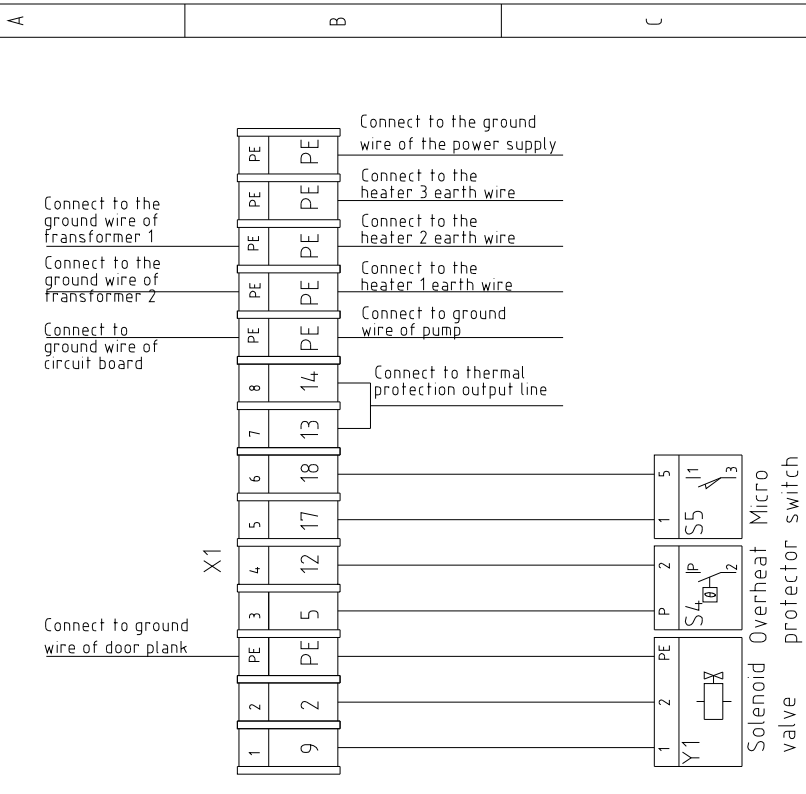 A
B
C
Connect to the ground
wire of the power supply
PE
PE
Connect to the
heater 3 earth wire
PE
PE
Connect to the
ground wire of
fransformer 1
PE
PE
Connect to the
heater 2 earth wire
Connect to the
ground wire of
fransformer 2
PE
PE
Connect to the
heater 1 earth wire
Connect to
ground wire of
circuit board
PE
PE
Connect to ground
wire of pump
8
14
Connect to thermal
protection output line
7
13
6
18
5
17
X1
4
12
3
5
Connect to ground
wire of door plank
PE
PE
2
2
1
9
5
1
S5
1
3
Micro
switch
2
P
S4
P
2
θ
Overheat
protector
PE
2
1
Y1
Solenoid
valve